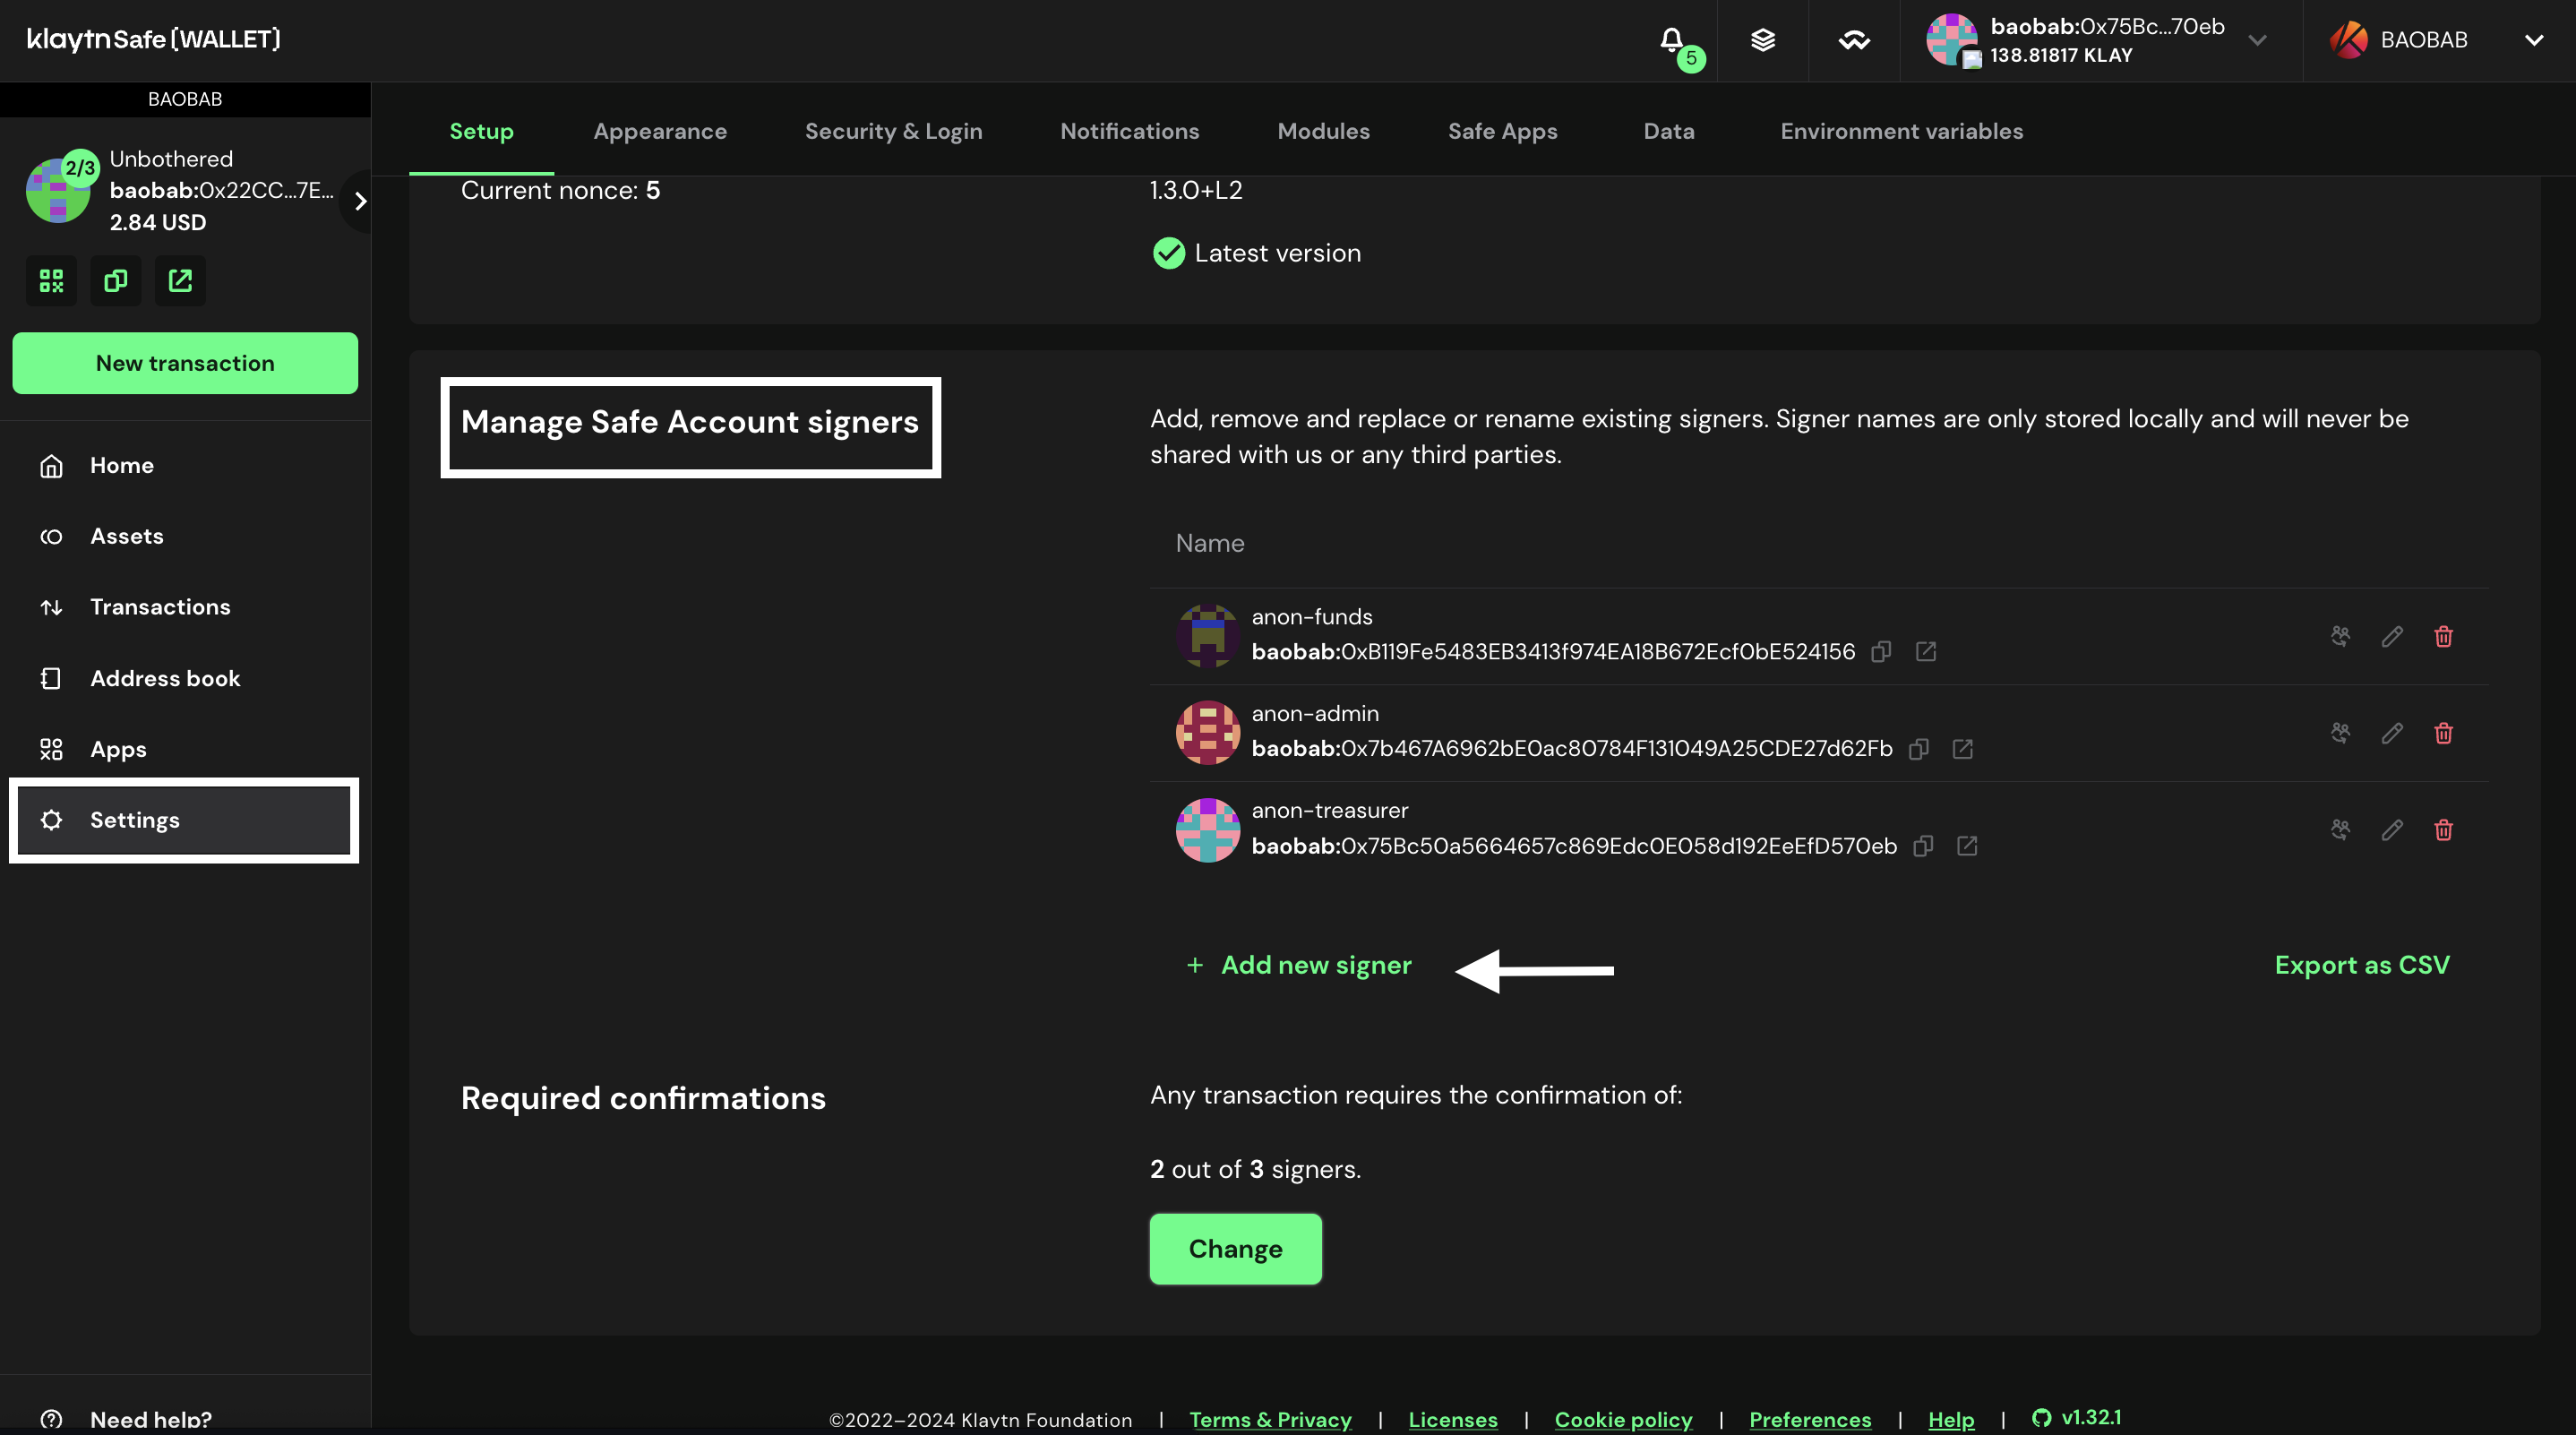 klaytn Safe [WALLET]
5
baobab:0x75Bc...70eb
138.81817 KLAY
BAOBAB
BAOBAB
2/3
Unbothered
baobab:0x22CC...7E...
2.84 USD
New transaction
Home
Assets
Transactions
Address book
Apps
Settings
Need help?
Setup
Appearance
Security & Login
Notifications
Modules
Safe Apps
Data
Environment variables
Current nonce: 5
1.3.0+L2
Latest version
Manage Safe Account signers
Add, remove and replace or rename existing signers. Signer names are only stored locally and will never be
shared with us or any third parties.
Name
anon-funds
baobab:0xB119Fe5483EB3413f974EA18B672Ecf0bE524156
anon-admin
baobab:0x7b467A6962bE0ac80784F131049A25CDE27d62Fb
anon-treasurer
baobab:0x75Bc50a5664657c869Edc0E058d192EeEfD570eb
+ Add new signer
Export as CSV
Required confirmations
Any transaction requires the confirmation of:
2 out of 3 signers.
Change
©2022–2024 Klaytn Foundation | Terms & Privacy | Licenses | Cookie policy | Preferences | Help | v1.32.1